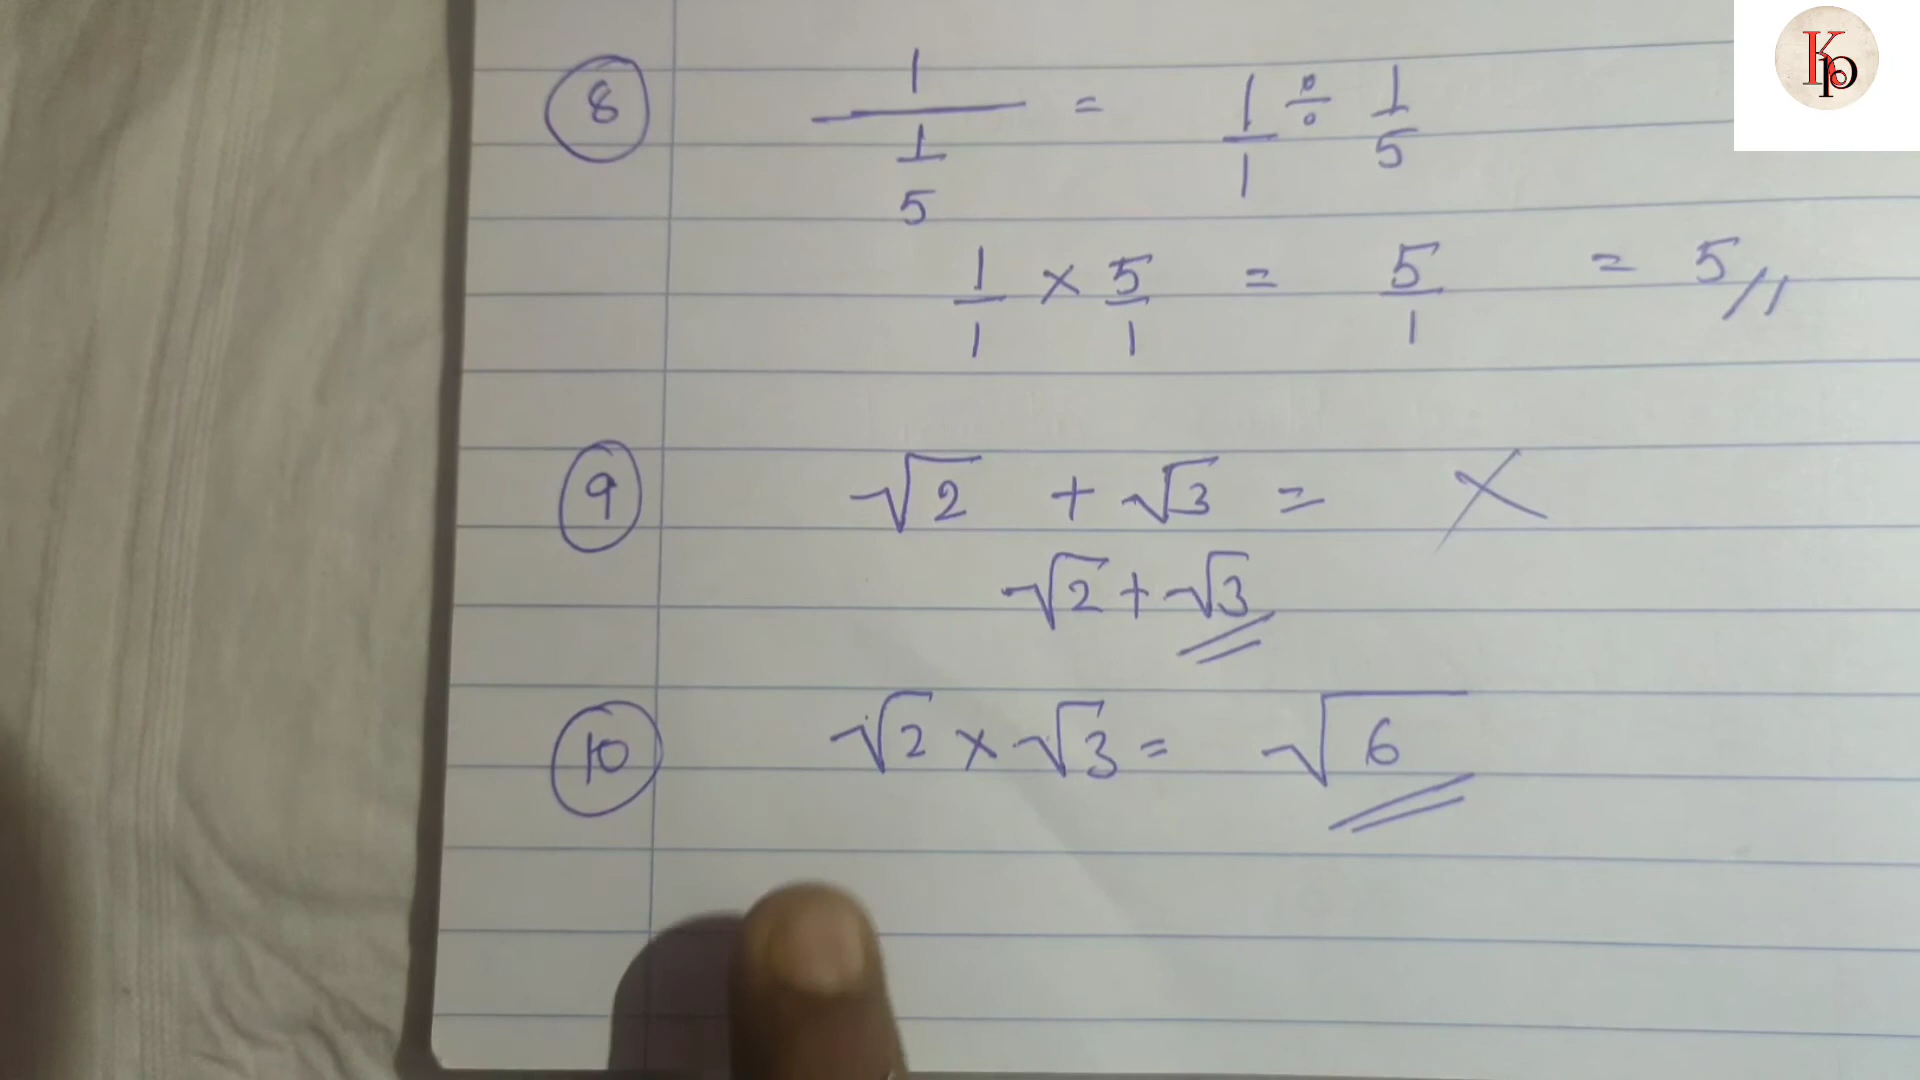 Kp
⑧ 1/(1/5) = 1/1 ÷ 1/5
1/1 × 5/1 = 5/1 = 5//
⑨ √2 + √3 = ×
√2 + √3
⑩ √2 × √3 = √6